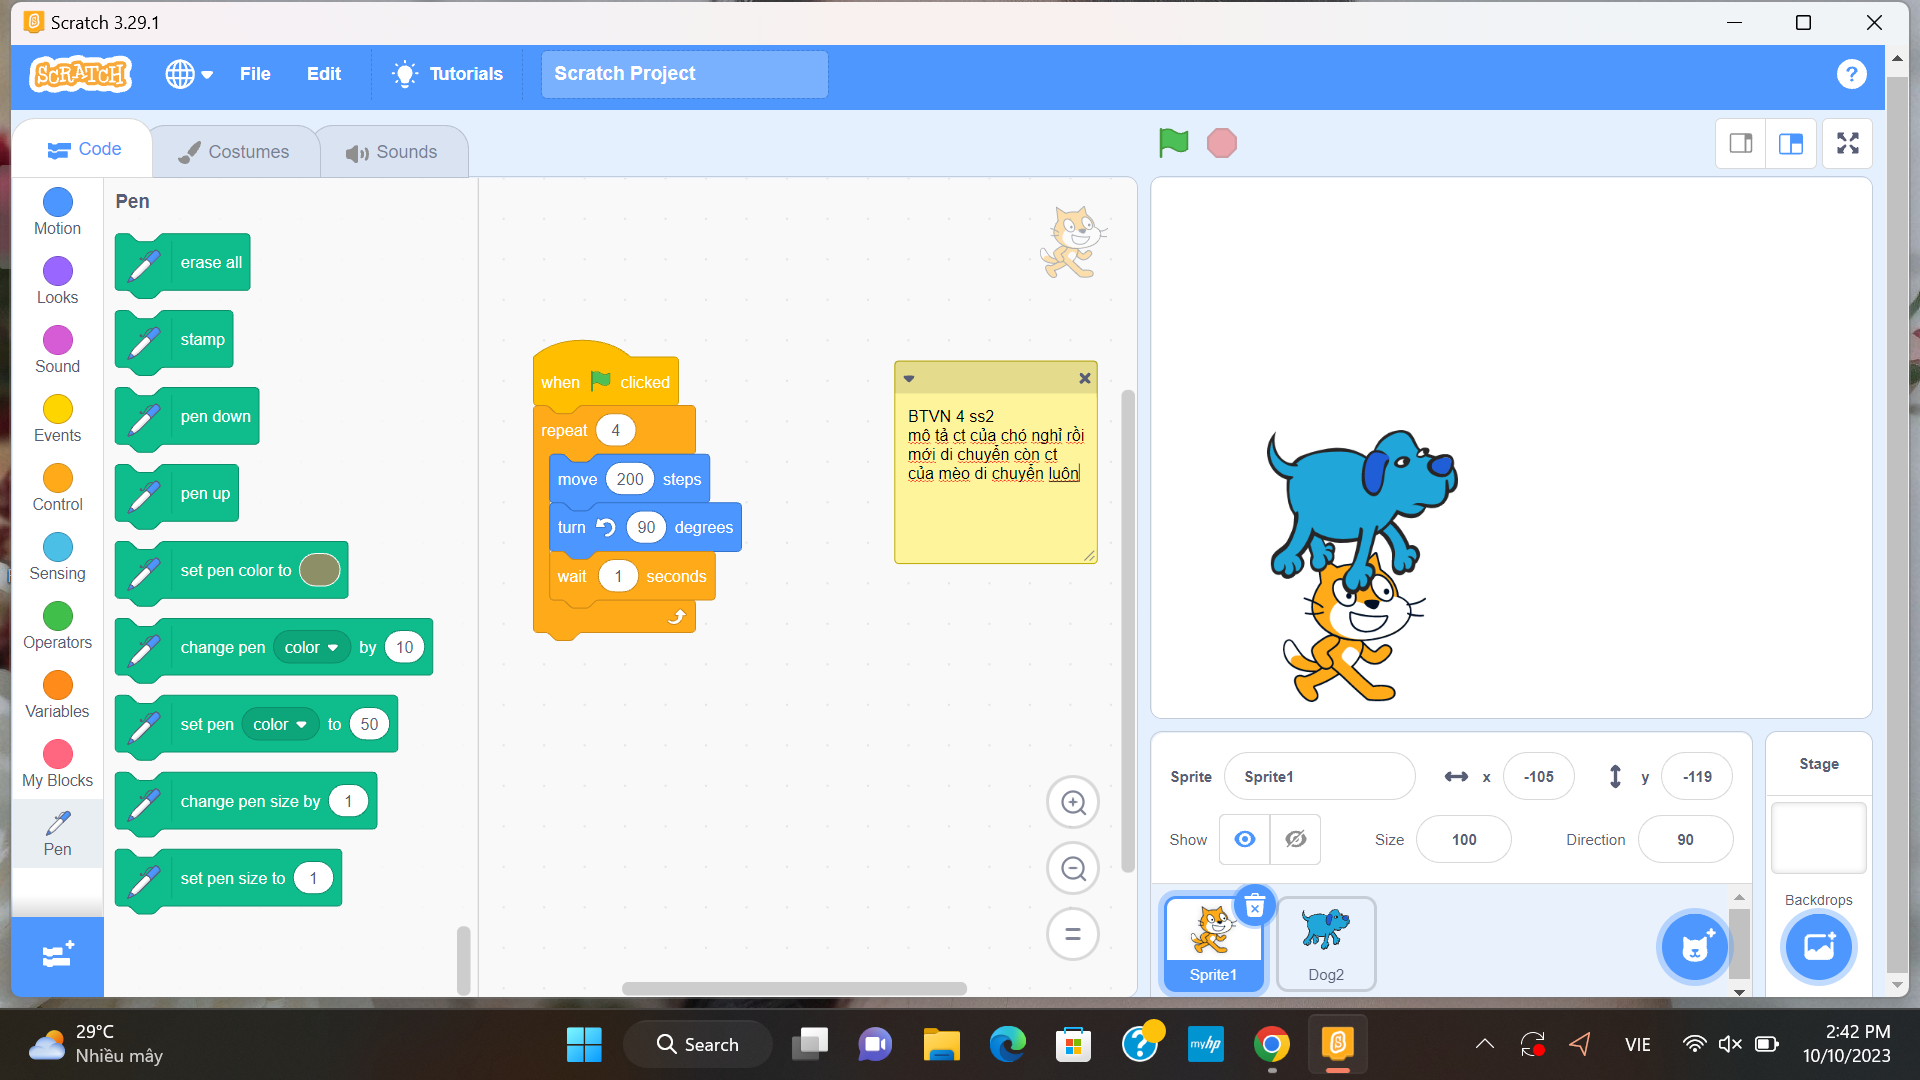 Scratch 3.29.1
SCRATCH
File
Edit
Tutorials
Scratch Project
?
Code
Costumes
Sounds
Motion
Looks
Sound
Events
Control
Sensing
Operators
Variables
My Blocks
Pen
Pen
erase all
stamp
pen down
pen up
set pen color to
change pen color by 10
set pen color to 50
change pen size by 1
set pen size to 1
when clicked
repeat 4
move 200 steps
turn 90 degrees
wait 1 seconds
BTVN 4 ss2
mô tả ct của chó nghỉ rồi
mới di chuyển còn ct
của mèo di chuyển luôn
Sprite Sprite1 x -105 y -119
Show Size 100 Direction 90
Sprite1
Dog2
Stage
Backdrops
29°C
Nhiều mây
Search
myhp
VIE
2:42 PM
10/10/2023